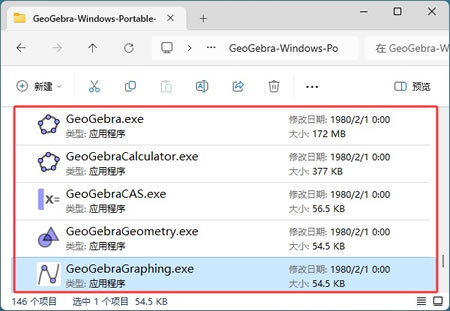 GeoGebra-Windows-Portable-
GeoGebra-Windows-Po
在 GeoGebra-W
新建
预览
GeoGebra.exe
修改日期: 1980/2/1 0:00
类型: 应用程序
大小: 172 MB
GeoGebraCalculator.exe
修改日期: 1980/2/1 0:00
类型: 应用程序
大小: 377 KB
X=
GeoGebraCAS.exe
修改日期: 1980/2/1 0:00
类型: 应用程序
大小: 56.5 KB
GeoGebraGeometry.exe
修改日期: 1980/2/1 0:00
类型: 应用程序
大小: 54.5 KB
GeoGebraGraphing.exe
修改日期: 1980/2/1 0:00
类型: 应用程序
大小: 54.5 KB
146 个项目 选中 1 个项目 54.5 KB